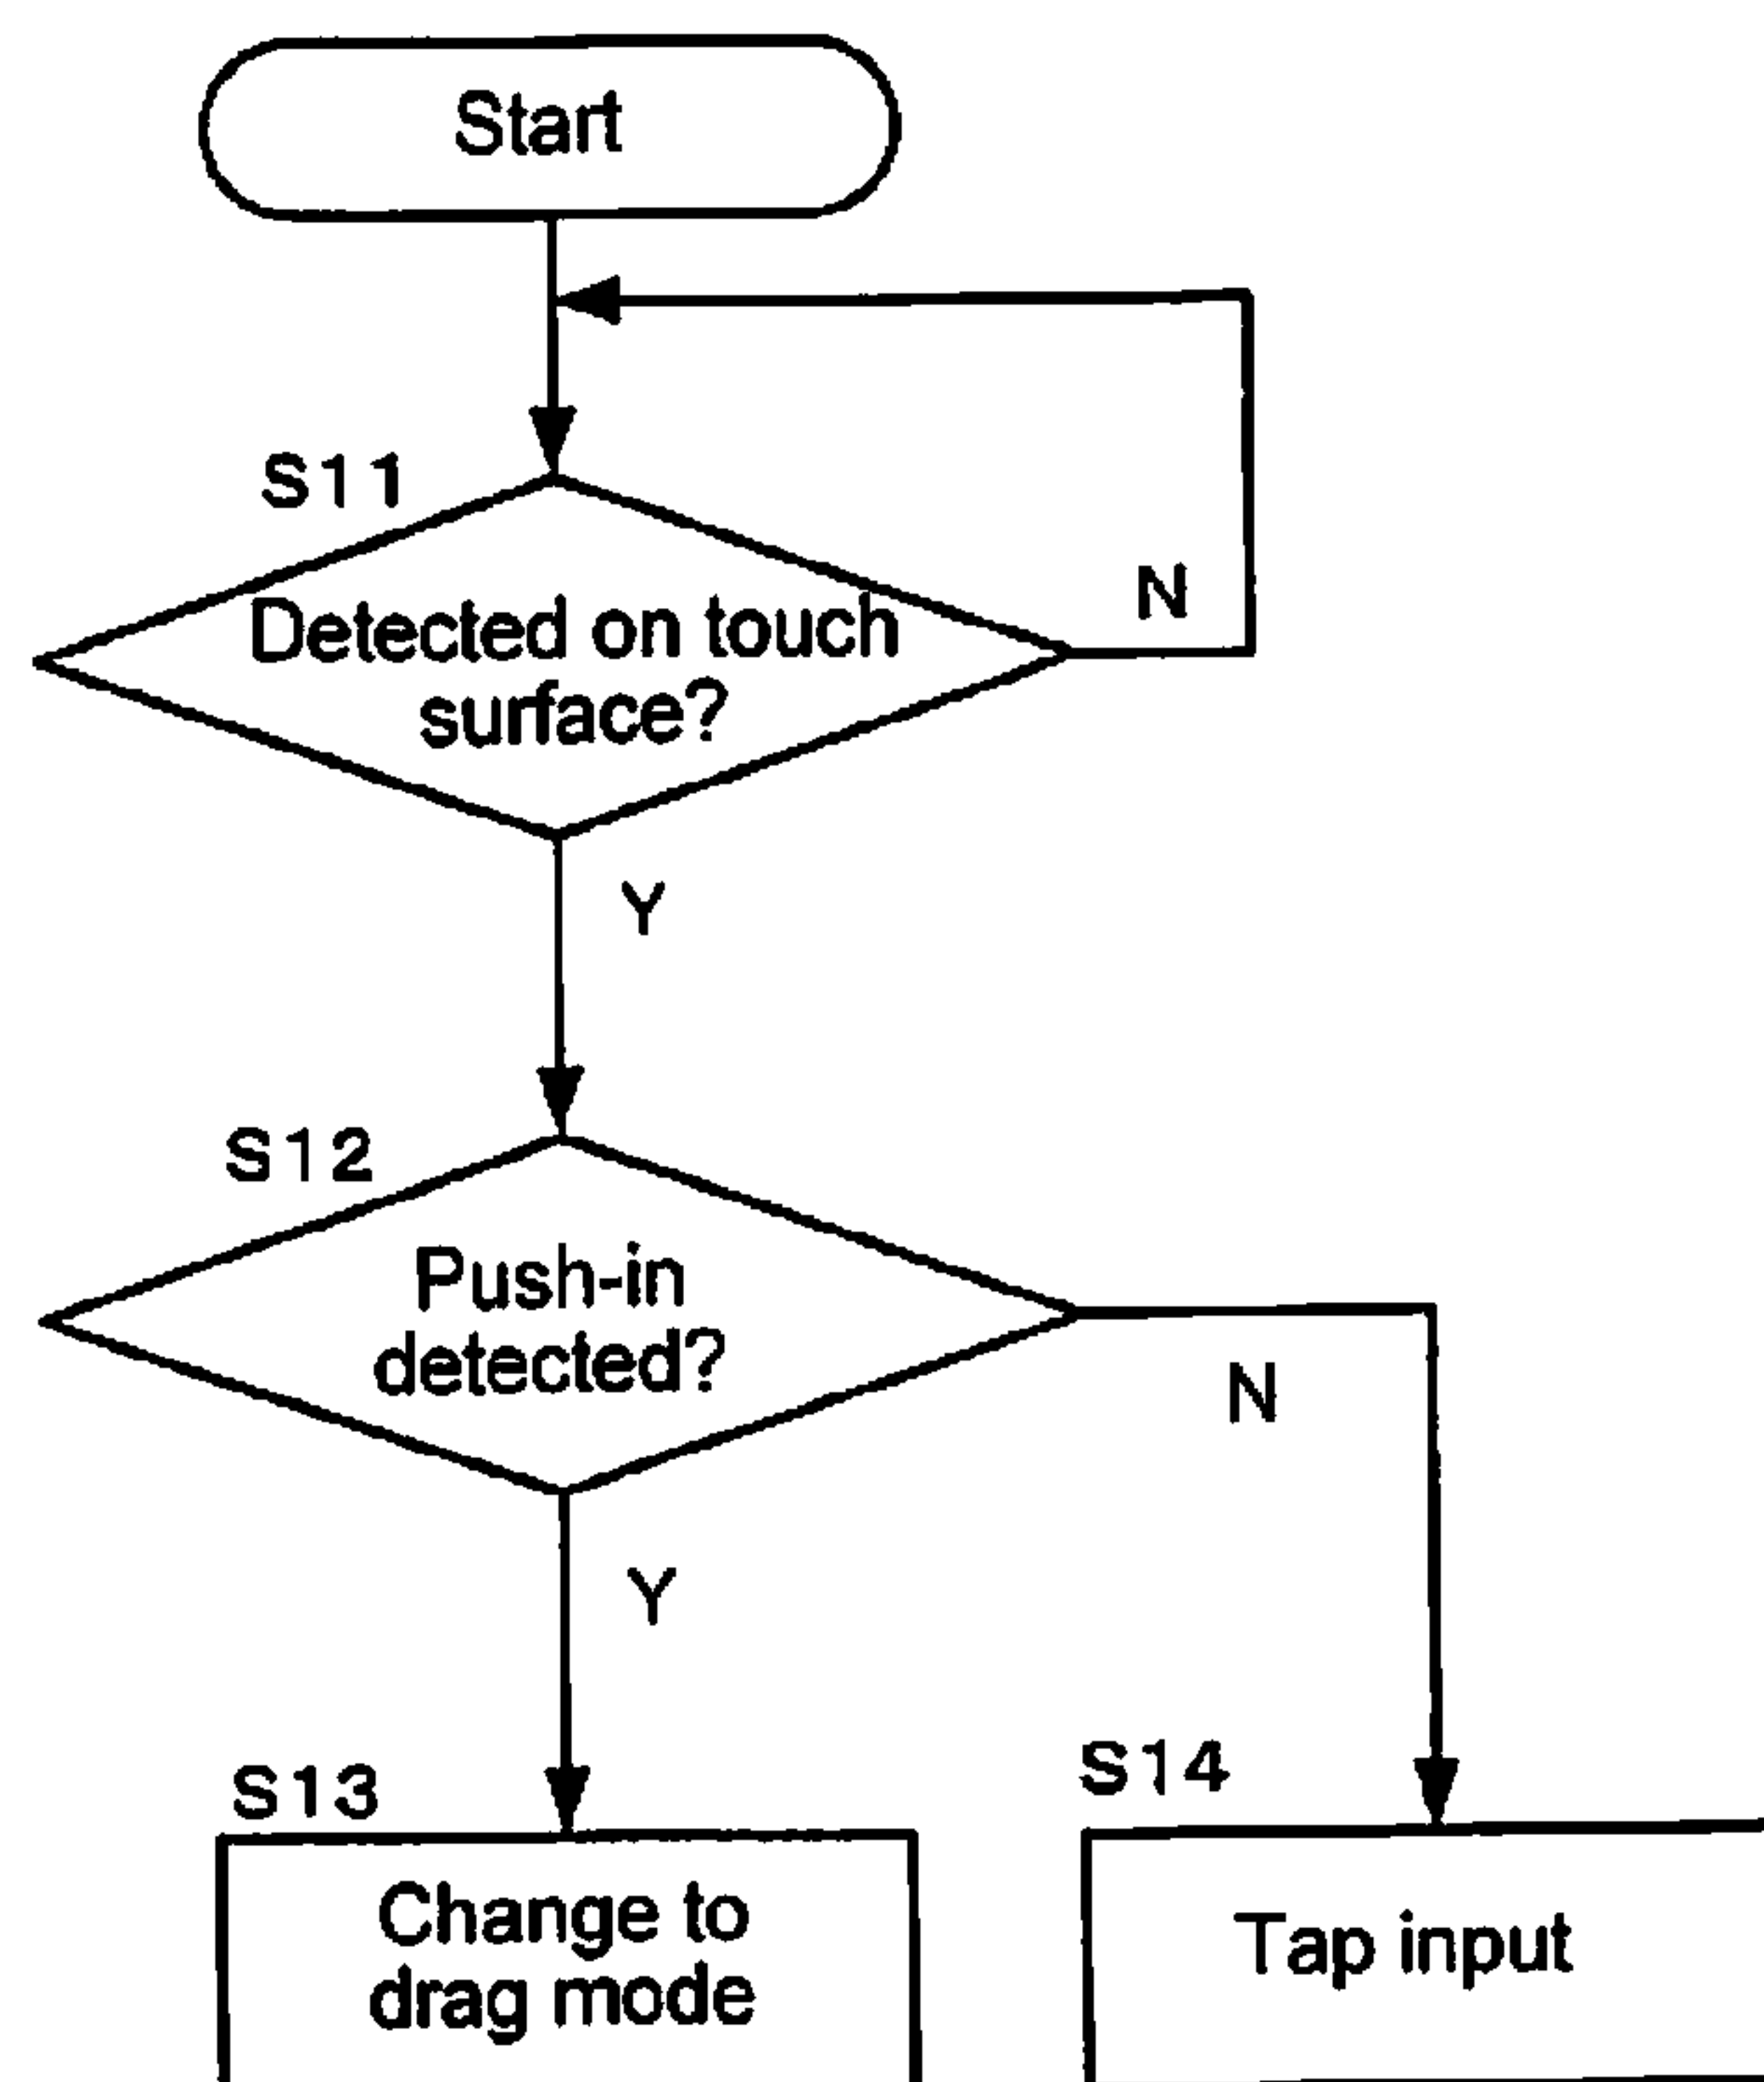 Start
S11
N
Detected on touch
surface?
Y
S12
Push-in
detected?
N
Y
S13
S14
Change to
drag mode
Tap input